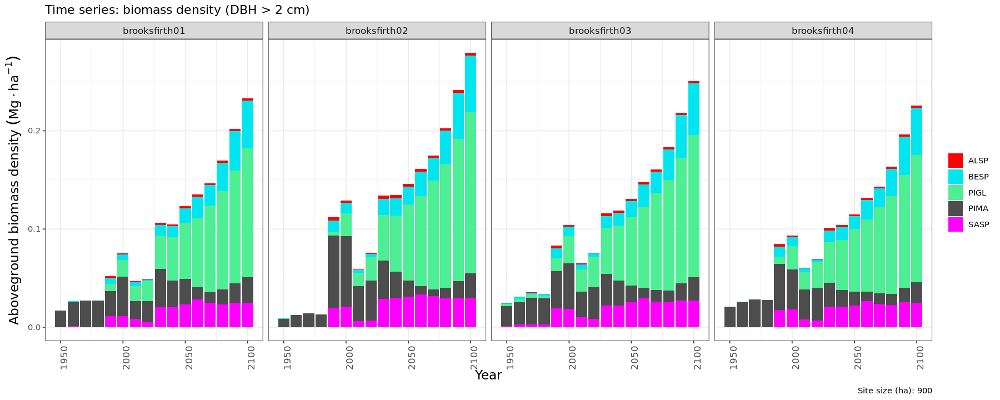 Time series: biomass density (DBH > 2 cm)
brooksfirth01
brooksfirth02
brooksfirth03
brooksfirth04
Aboveground biomass density (Mg · ha⁻¹)
0.2
0.1
0.0
1950 2000 2050 2100
1950 2000 2050 2100
1950 2000 2050 2100
1950 2000 2050 2100
Year
ALSP
BESP
PIGL
PIMA
SASP
Site size (ha): 900